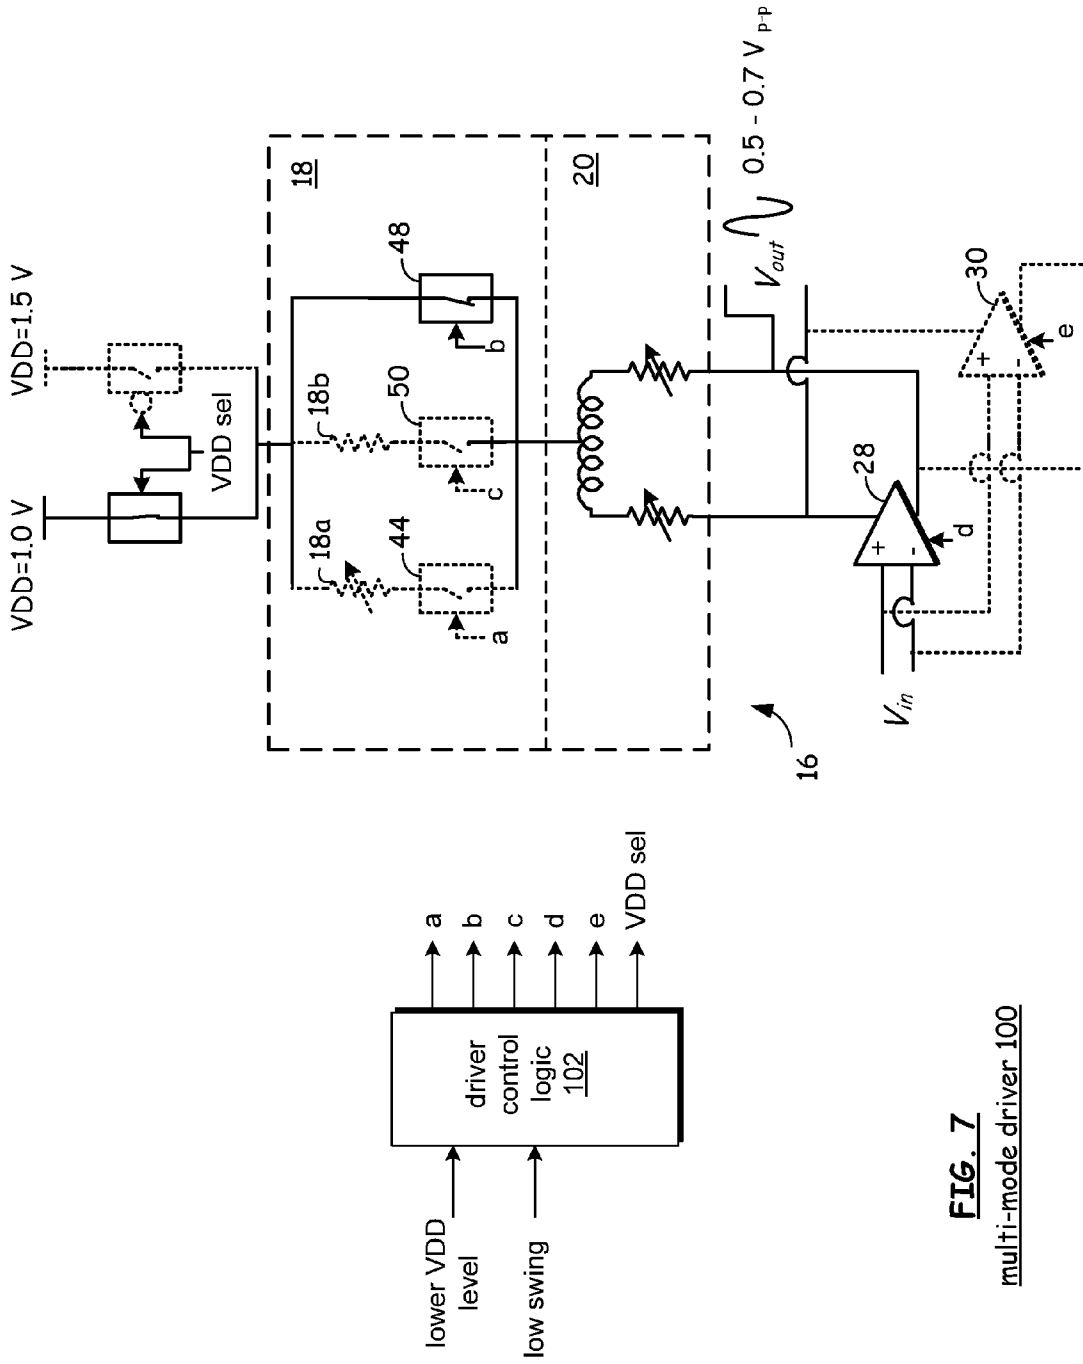 VDD=1.0 V
VDD=1.5 V
VDD sel
18
18a
18b
44
50
48
a
c
b
20
16
V_out
0.5 - 0.7 V p-p
V_in
+
-
28
d
+
-
30
e
lower VDD
level
low swing
driver
control
logic
102
a
b
c
d
e
VDD sel
FIG. 7
multi-mode driver 100